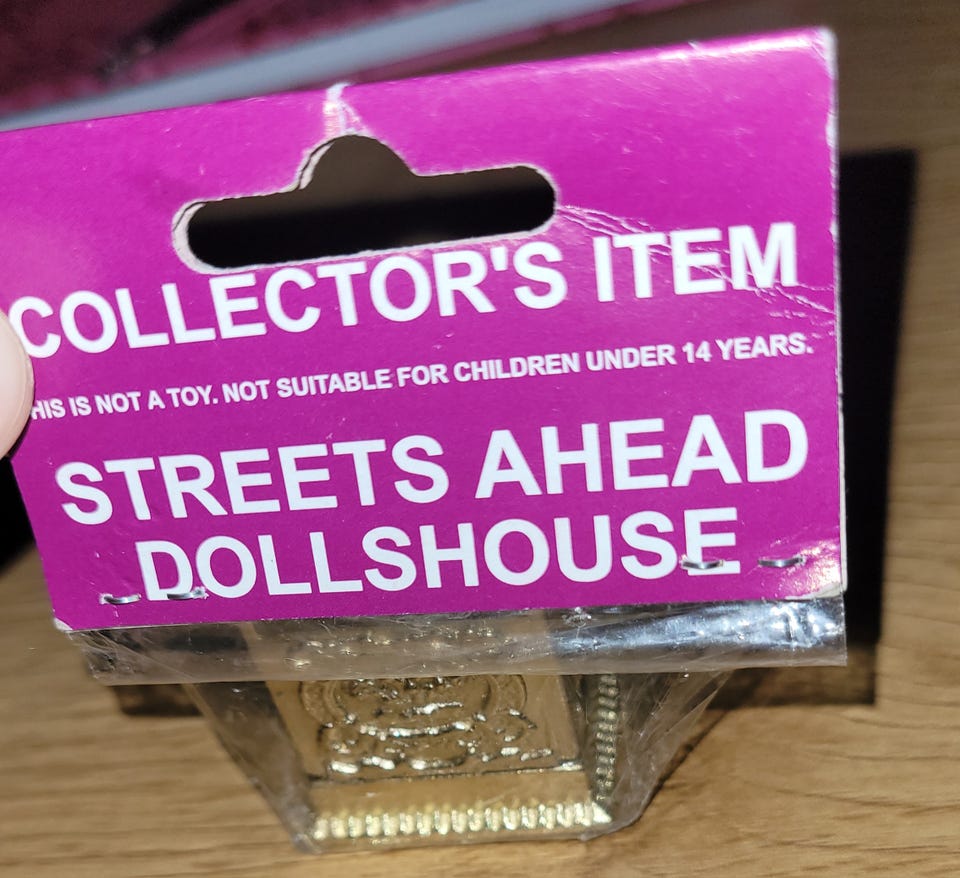 COLLECTOR'S ITEM
HIS IS NOT A TOY. NOT SUITABLE FOR CHILDREN UNDER 14 YEARS.
STREETS AHEAD
DOLLSHOUSE